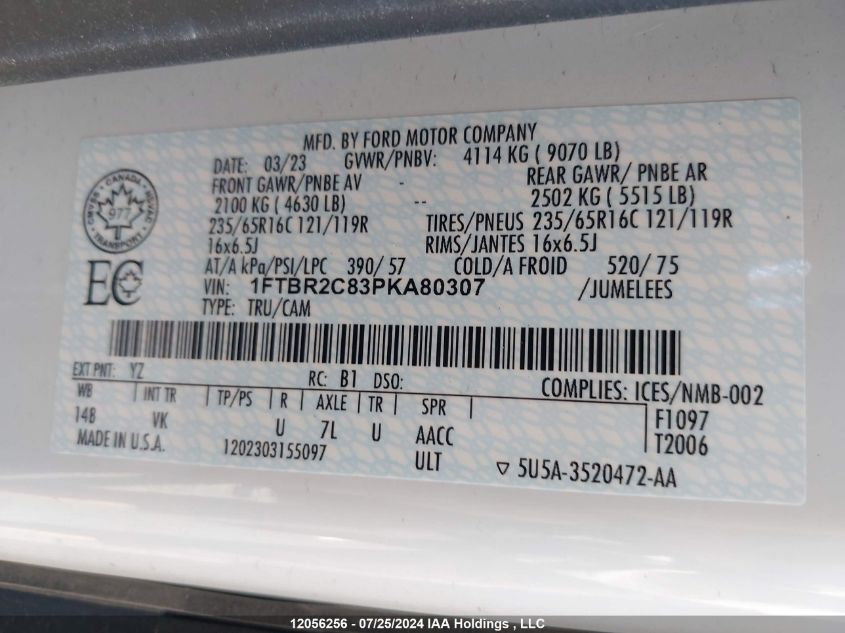 MFD. BY FORD MOTOR COMPANY
DATE: 03/23 GVWR/PNBV: 4114 KG ( 9070 LB)
FRONT GAWR/PNBE AV - REAR GAWR/ PNBE AR
2100 KG ( 4630 LB) - 2502 KG ( 5515 LB)
235/65R16C 121/119R TIRES/PNEUS 235/65R16C 121/119R
16x6.5J RIMS/JANTES 16x6.5J
AT/A kPa/PSI/LPC 390/ 57 COLD/A FROID 520/ 75
VIN: 1FTBR2C83PKA80307 /JUMELEES
TYPE: TRU/CAM
CANADA
977
TRANSPORT
EC
EXT PNT: YZ RC: B1 DSO: COMPLIES: ICES/NMB-002
WB INT TR TP/PS R AXLE TR SPR F1097
148 VK U 7L U AACC T2006
MADE IN U.S.A. 1202303155097 ULT 5U5A-3520472-AA
12056256 - 07/25/2024 IAA Holdings , LLC